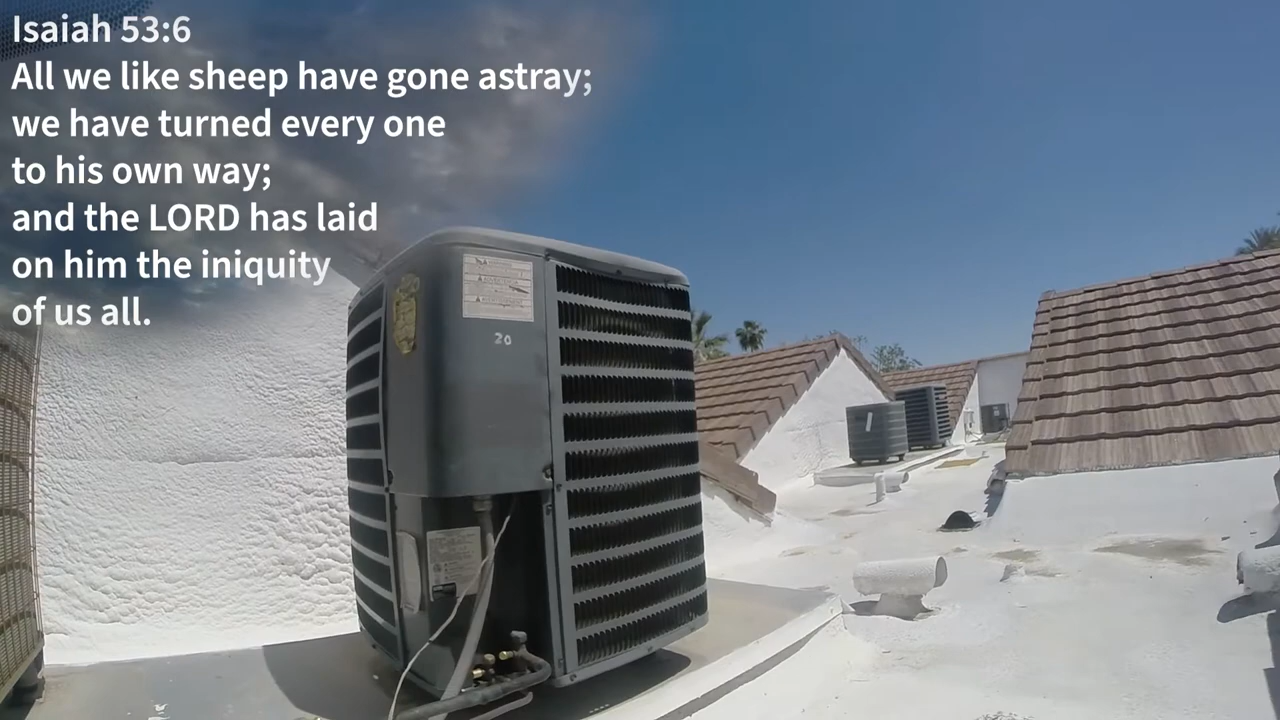 Isaiah 53:6
All we like sheep have gone astray;
we have turned every one
to his own way;
and the LORD has laid
on him the iniquity
of us all.
20